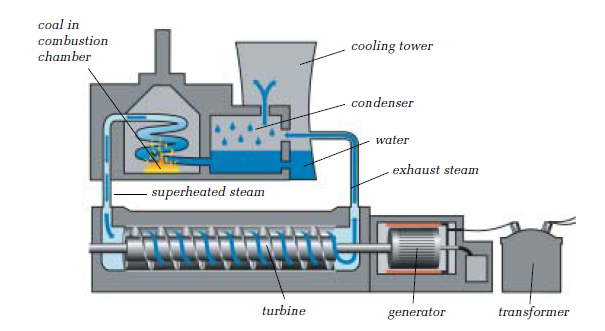 coal in
combustion
chamber
cooling tower
condenser
water
exhaust steam
superheated steam
turbine
generator
transformer